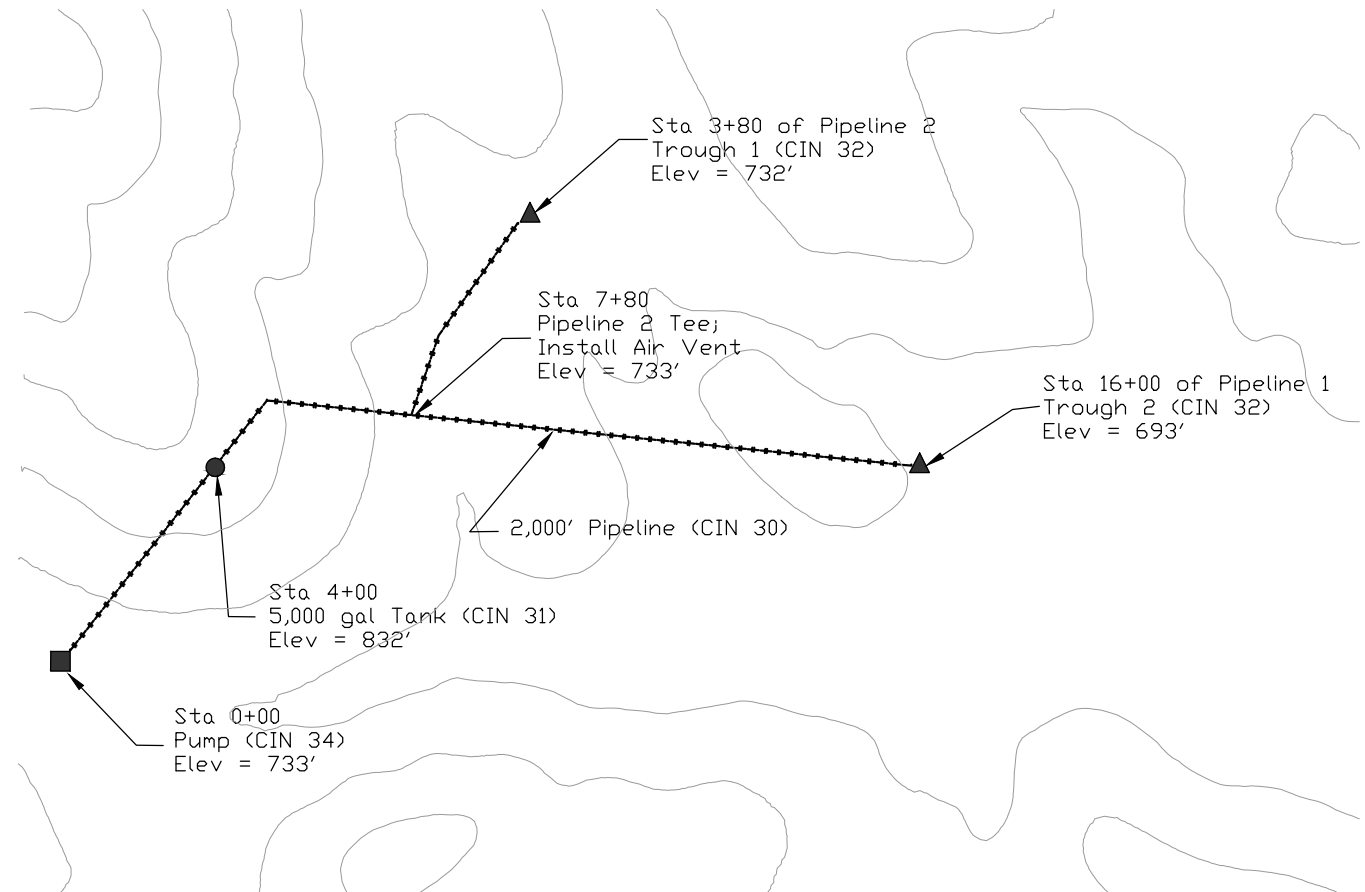 Sta 3+80 of Pipeline 2
Trough 1 (CIN 32)
Elev = 732'
Sta 7+80
Pipeline 2 Tee;
Install Air Vent
Elev = 733'
Sta 16+00 of Pipeline 1
Trough 2 (CIN 32)
Elev = 693'
2,000' Pipeline (CIN 30)
Sta 4+00
5,000 gal Tank (CIN 31)
Elev = 832'
Sta 0+00
Pump (CIN 34)
Elev = 733'